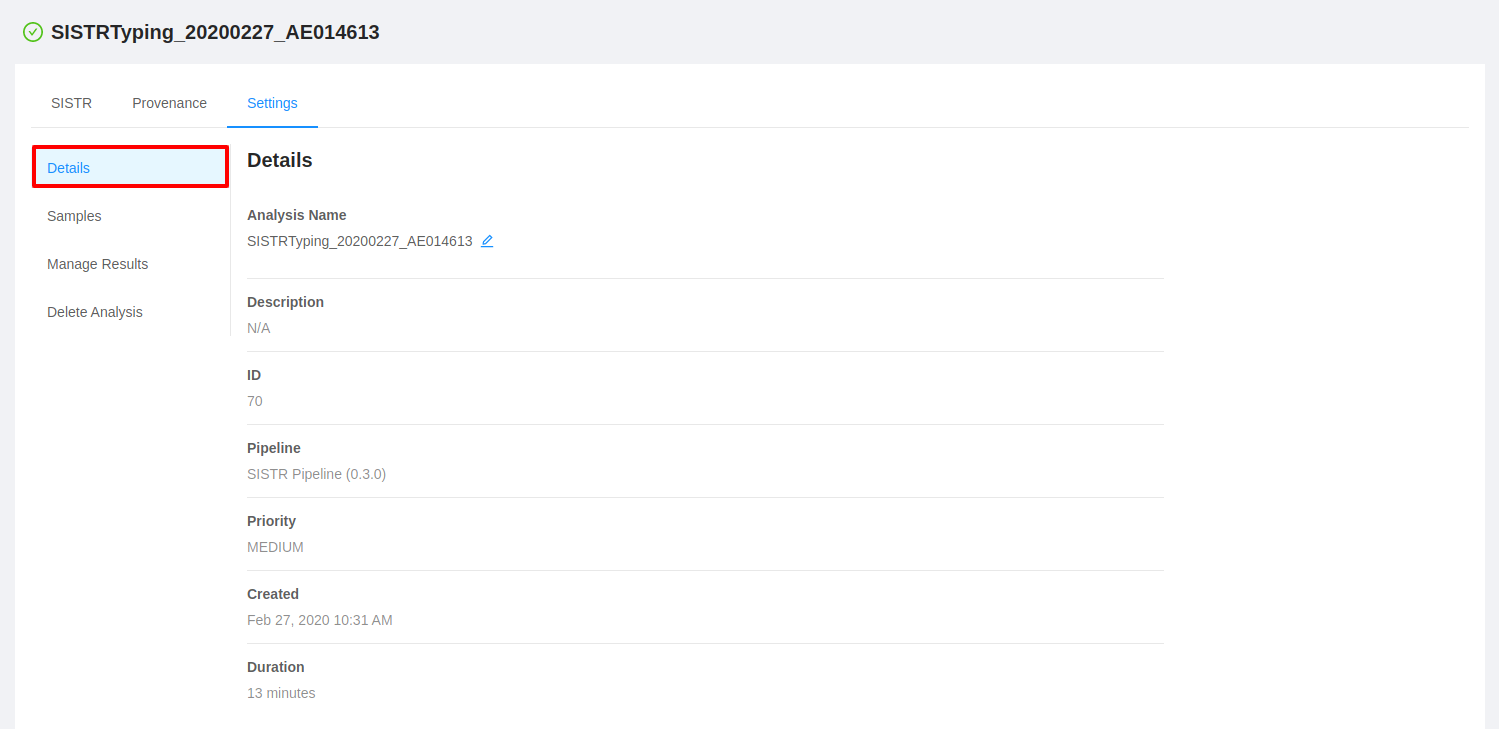 SISTRTyping_20200227_AE014613
SISTR Provenance Settings
Details
Samples
Manage Results
Delete Analysis
Details
Analysis Name
SISTRTyping_20200227_AE014613
Description
N/A
ID
70
Pipeline
SISTR Pipeline (0.3.0)
Priority
MEDIUM
Created
Feb 27, 2020 10:31 AM
Duration
13 minutes